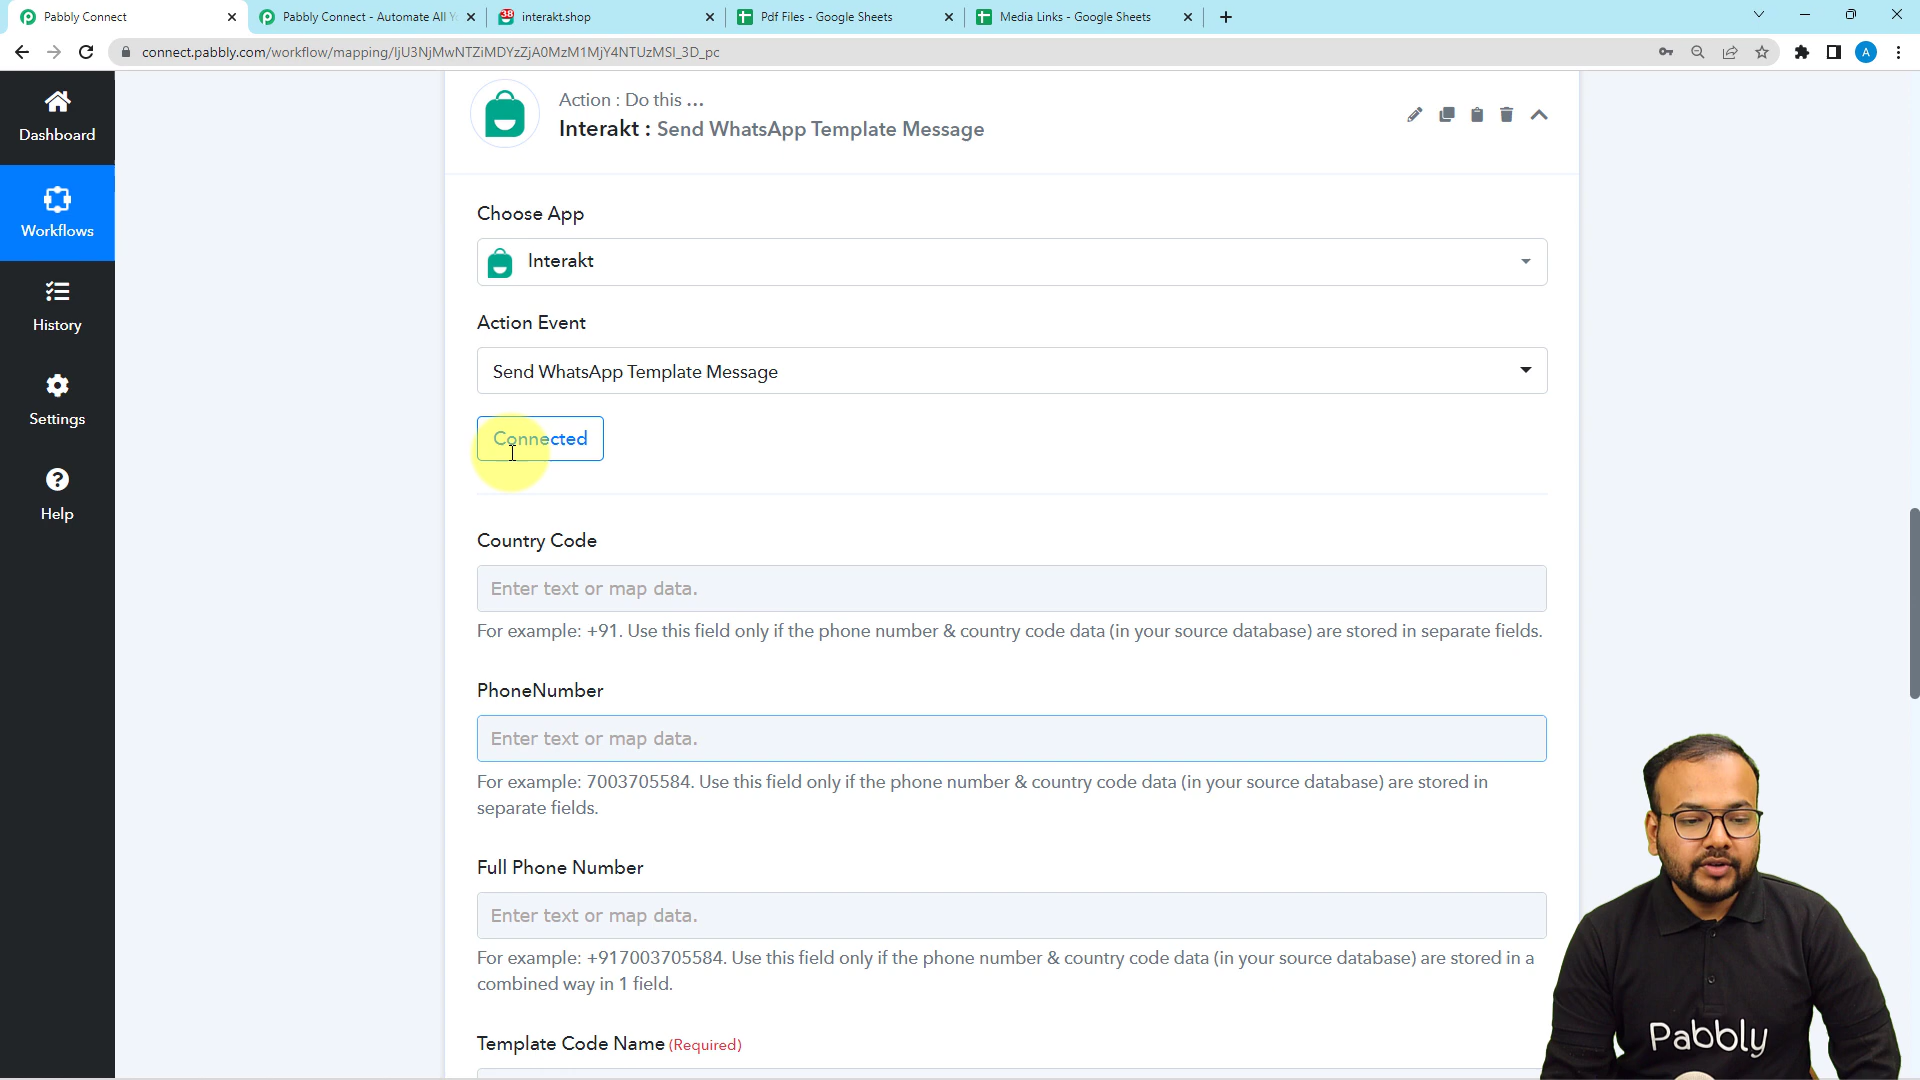 Pabbly Connect
Pabbly Connect - Automate All Y
38
interakt.shop
Pdf Files - Google Sheets
Media Links - Google Sheets
connect.pabbly.com/workflow/mapping/IjU3NjMwNTZiMDYzZjA0MzM1MjY4NTUzMSI_3D_pc
A
Dashboard
Workflows
History
Settings
Help
Action : Do this ...
Interakt : Send WhatsApp Template Message
Choose App
Interakt
Action Event
Send WhatsApp Template Message
Connected
Country Code
Enter text or map data.
For example: +91. Use this field only if the phone number & country code data (in your source database) are stored in separate fields.
PhoneNumber
Enter text or map data.
For example: 7003705584. Use this field only if the phone number & country code data (in your source database) are stored in
separate fields.
Full Phone Number
Enter text or map data.
For example: +917003705584. Use this field only if the phone number & country code data (in your source database) are stored in a
combined way in 1 field.
Template Code Name (Required)
Pabbly